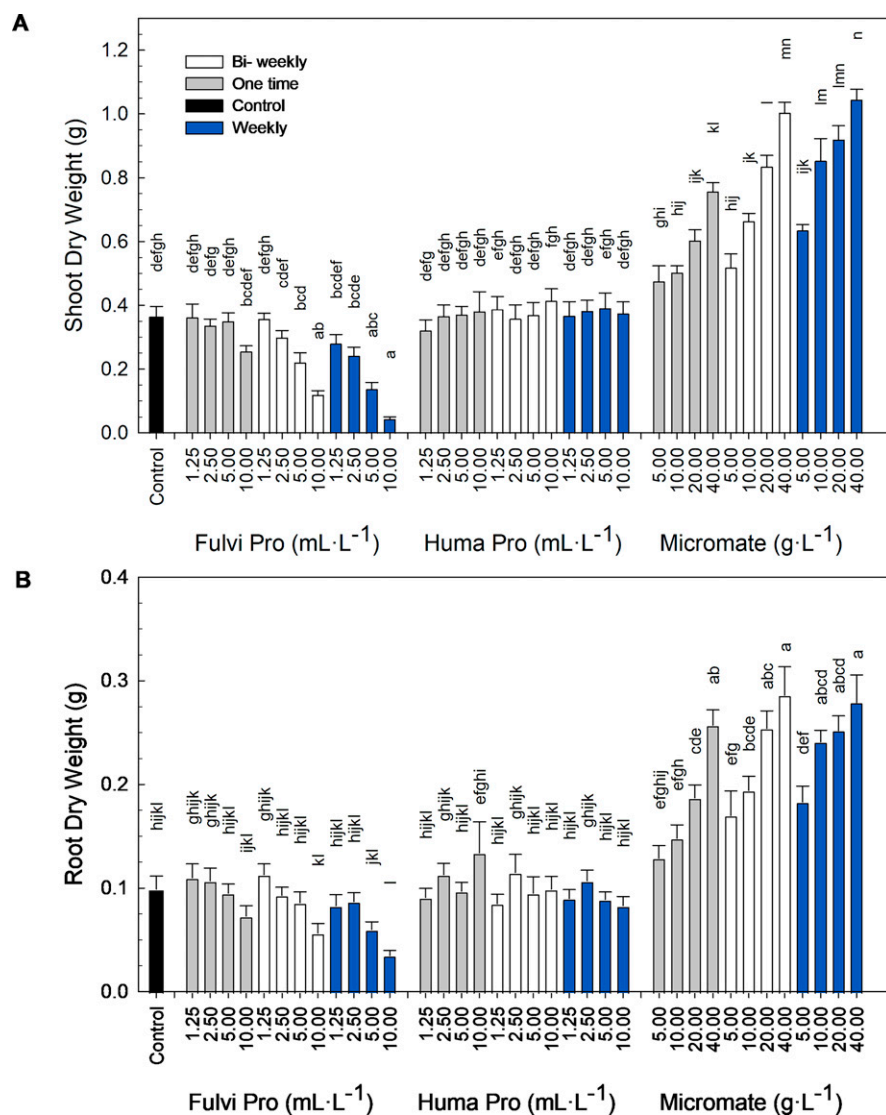 A
Bi- weekly
One time
Control
Weekly
Shoot Dry Weight (g)
1.2
1.0
0.8
0.6
0.4
0.2
0.0
defgh
defgh
defg
defgh
bcdef
defgh
cdef
bcd
ab
bcdef
bcde
abc
a
defg
defgh
defgh
defgh
efgh
defgh
defgh
fgh
defgh
defgh
efgh
defgh
ghi
hij
ijk
kl
hij
jk
l
mn
ijk
lm
lmn
n
Control
1.25 2.50 5.00 10.00 1.25 2.50 5.00 10.00 1.25 2.50 5.00 10.00
1.25 2.50 5.00 10.00 1.25 2.50 5.00 10.00 1.25 2.50 5.00 10.00
5.00 10.00 20.00 40.00 5.00 10.00 20.00 40.00 5.00 10.00 20.00 40.00
Fulvi Pro (mL·L⁻¹) Huma Pro (mL·L⁻¹) Micromate (g·L⁻¹)
B
Root Dry Weight (g)
0.4
0.3
0.2
0.1
0.0
hijkl
ghijk
ghijk
hijkl
ijkl
ghijk
hijkl
hijkl
kl
hijkl
hijkl
jkl
l
hijkl
ghijk
hijkl
efghi
hijkl
ghijk
hijkl
hijkl
hijkl
ghijk
hijkl
hijkl
efghij
efgh
cde
ab
efg
bcde
abc
a
def
abcd
abcd
a
Control
1.25 2.50 5.00 10.00 1.25 2.50 5.00 10.00 1.25 2.50 5.00 10.00
1.25 2.50 5.00 10.00 1.25 2.50 5.00 10.00 1.25 2.50 5.00 10.00
5.00 10.00 20.00 40.00 5.00 10.00 20.00 40.00 5.00 10.00 20.00 40.00
Fulvi Pro (mL·L⁻¹) Huma Pro (mL·L⁻¹) Micromate (g·L⁻¹)